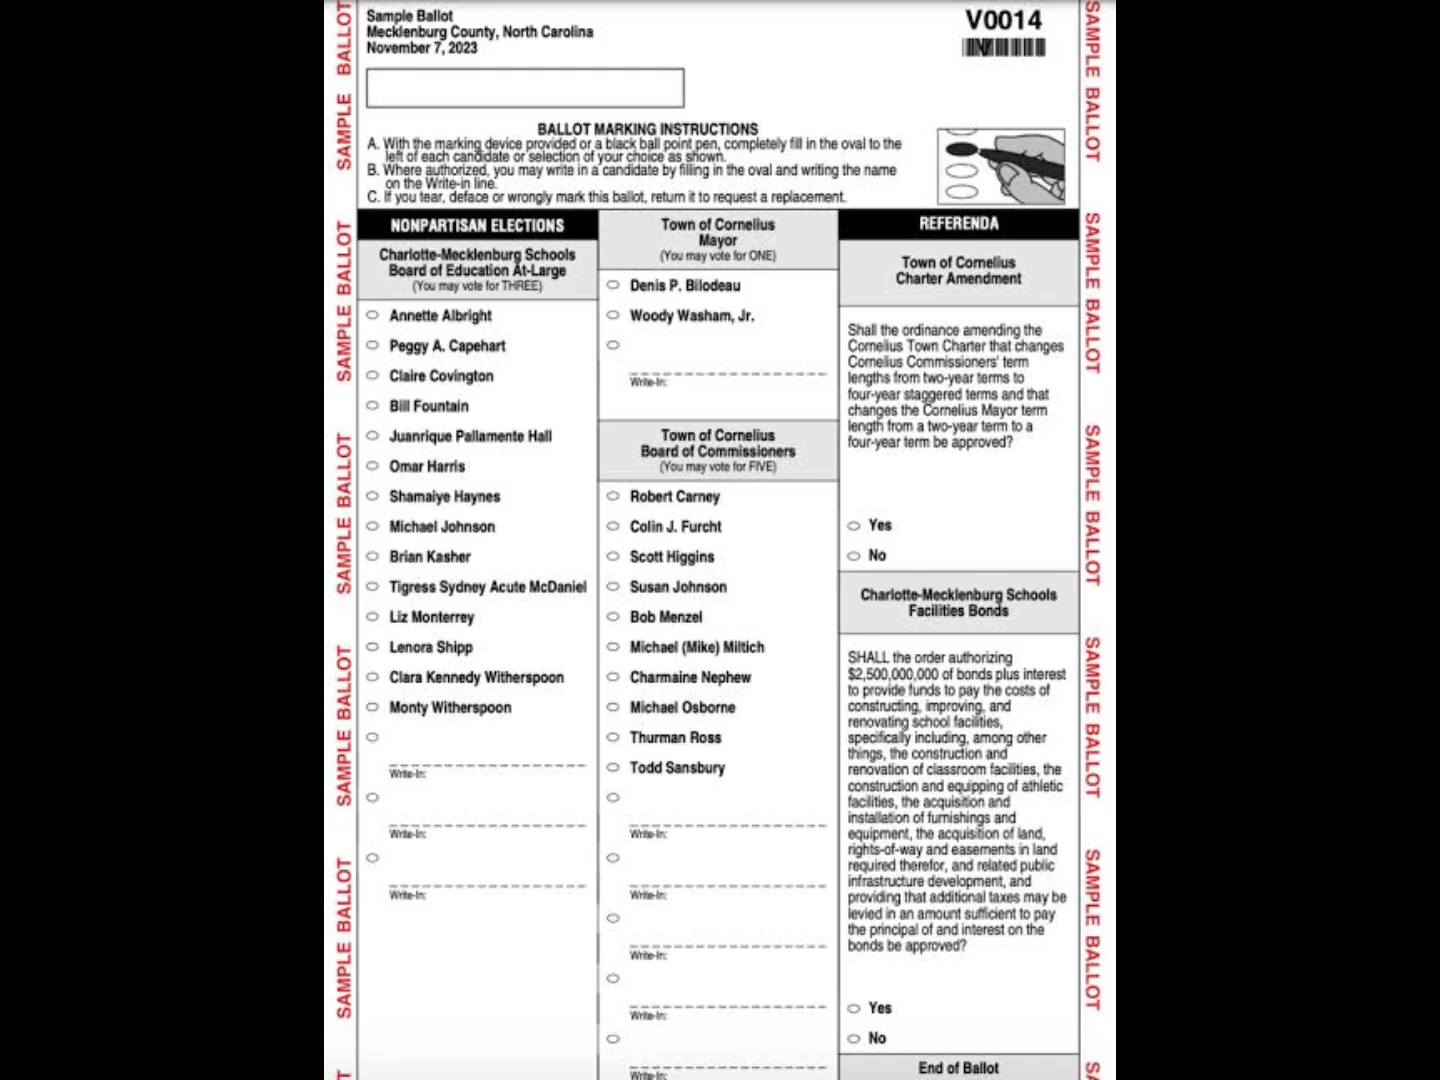 Sample Ballot
Mecklenburg County, North Carolina
November 7, 2023
V0014
BALLOT MARKING INSTRUCTIONS
A. With the marking device provided or a black ball point pen, completely fill in the oval to the
left of each candidate or selection of your choice as shown.
B. Where authorized, you may write in a candidate by filling in the oval and writing the name
on the Write-in line.
C. If you tear, deface or wrongly mark this ballot, return it to request a replacement.
NONPARTISAN ELECTIONS
Charlotte-Mecklenburg Schools
Board of Education At-Large
(You may vote for THREE)
Annette Albright
Peggy A. Capehart
Claire Covington
Bill Fountain
Juanrique Pallamente Hall
Omar Harris
Shamaiye Haynes
Michael Johnson
Brian Kasher
Tigress Sydney Acute McDaniel
Liz Monterrey
Lenora Shipp
Clara Kennedy Witherspoon
Monty Witherspoon
Write-In:
Write-In:
Write-In:
Town of Cornelius
Mayor
(You may vote for ONE)
Denis P. Bilodeau
Woody Washam, Jr.
Write-In:
Town of Cornelius
Board of Commissioners
(You may vote for FIVE)
Robert Carney
Colin J. Furcht
Scott Higgins
Susan Johnson
Bob Menzel
Michael (Mike) Miltich
Charmaine Nephew
Michael Osborne
Thurman Ross
Todd Sansbury
Write-In:
Write-In:
Write-In:
Write-In:
Write-In:
REFERENDA
Town of Cornelius
Charter Amendment
Shall the ordinance amending the
Cornelius Town Charter that changes
Cornelius Commissioners' term
lengths from two-year terms to
four-year staggered terms and that
changes the Cornelius Mayor term
length from a two-year term to a
four-year term be approved?
Yes
No
Charlotte-Mecklenburg Schools
Facilities Bonds
SHALL the order authorizing
$2,500,000,000 of bonds plus interest
to provide funds to pay the costs of
constructing, improving, and
renovating school facilities,
specifically including, among other
things, the construction and
renovation of classroom facilities, the
construction and equipping of athletic
facilities, the acquisition and
installation of furnishings and
equipment, the acquisition of land,
rights-of-way and easements in land
required therefor, and related public
infrastructure development, and
providing that additional taxes may be
levied in an amount sufficient to pay
the principal of and interest on the
bonds be approved?
Yes
No
End of Ballot
SAMPLE BALLOT
SAMPLE BALLOT
SAMPLE BALLOT
SAMPLE BALLOT
SAMPLE BALLOT
SAMPLE BALLOT
SAMPLE BALLOT
SAMPLE BALLOT
SAMPLE BALLOT
SAMPLE BALLOT